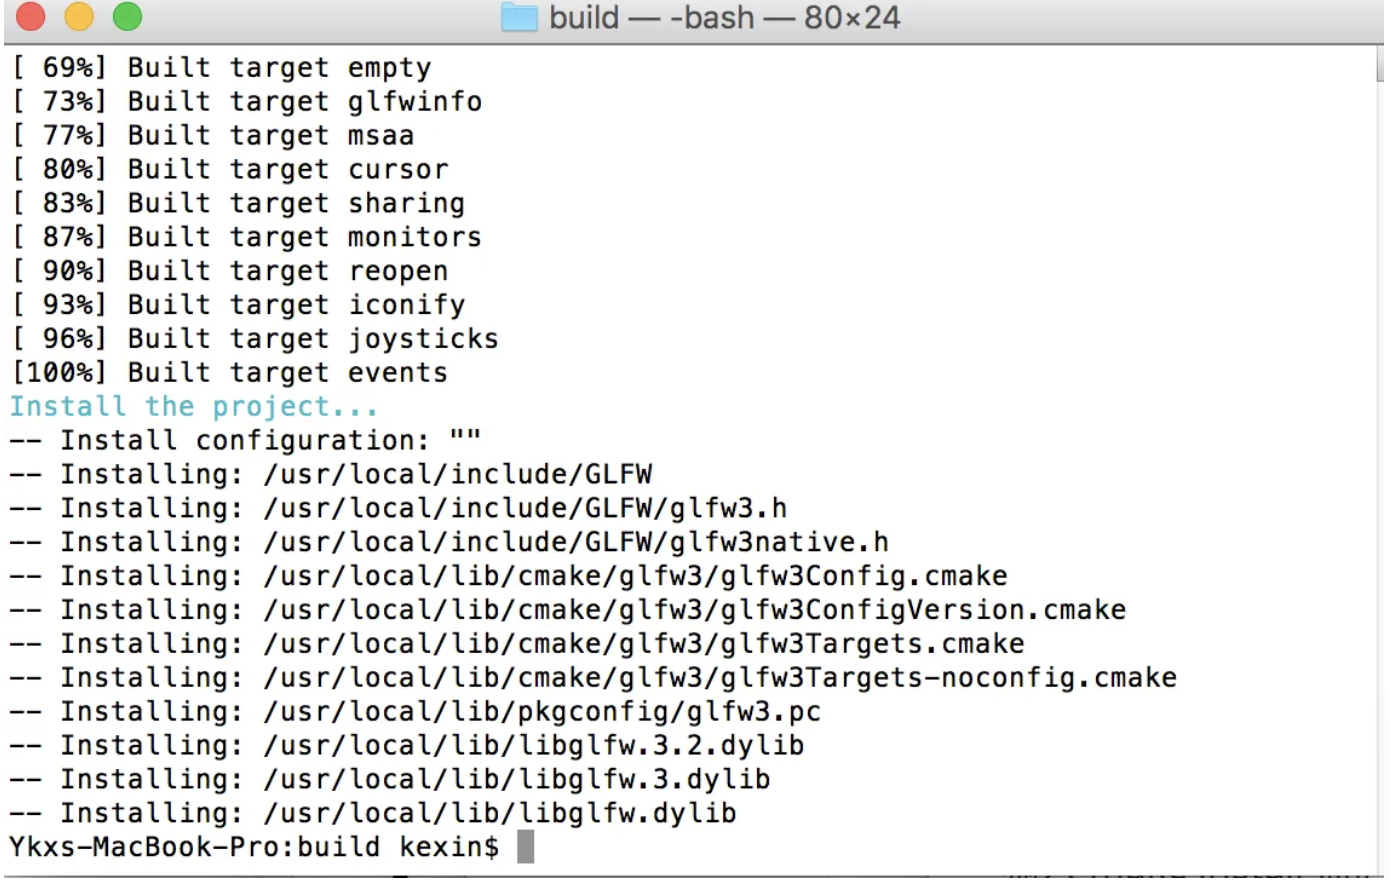 build — -bash — 80×24
[ 69%] Built target empty
[ 73%] Built target glfwinfo
[ 77%] Built target msaa
[ 80%] Built target cursor
[ 83%] Built target sharing
[ 87%] Built target monitors
[ 90%] Built target reopen
[ 93%] Built target iconify
[ 96%] Built target joysticks
[100%] Built target events
Install the project...
-- Install configuration: ""
-- Installing: /usr/local/include/GLFW
-- Installing: /usr/local/include/GLFW/glfw3.h
-- Installing: /usr/local/include/GLFW/glfw3native.h
-- Installing: /usr/local/lib/cmake/glfw3/glfw3Config.cmake
-- Installing: /usr/local/lib/cmake/glfw3/glfw3ConfigVersion.cmake
-- Installing: /usr/local/lib/cmake/glfw3/glfw3Targets.cmake
-- Installing: /usr/local/lib/cmake/glfw3/glfw3Targets-noconfig.cmake
-- Installing: /usr/local/lib/pkgconfig/glfw3.pc
-- Installing: /usr/local/lib/libglfw.3.2.dylib
-- Installing: /usr/local/lib/libglfw.3.dylib
-- Installing: /usr/local/lib/libglfw.dylib
Ykxs-MacBook-Pro:build kexin$